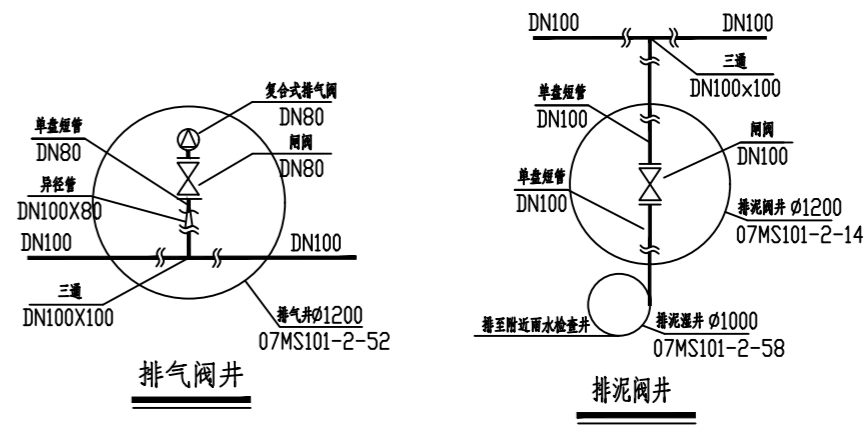 复合式排气阀
DN80
单盘短管
DN80
闸阀
DN80
异径管
DN100X80
DN100
DN100
三通
DN100X100
排气井Ø1200
07MS101-2-52
排气阀井
DN100
DN100
三通
DN100x100
单盘短管
DN100
闸阀
DN100
单盘短管
DN100
排泥阀井 Ø1200
07MS101-2-14
排至附近雨水检查井
排泥湿井 Ø1000
07MS101-2-58
排泥阀井